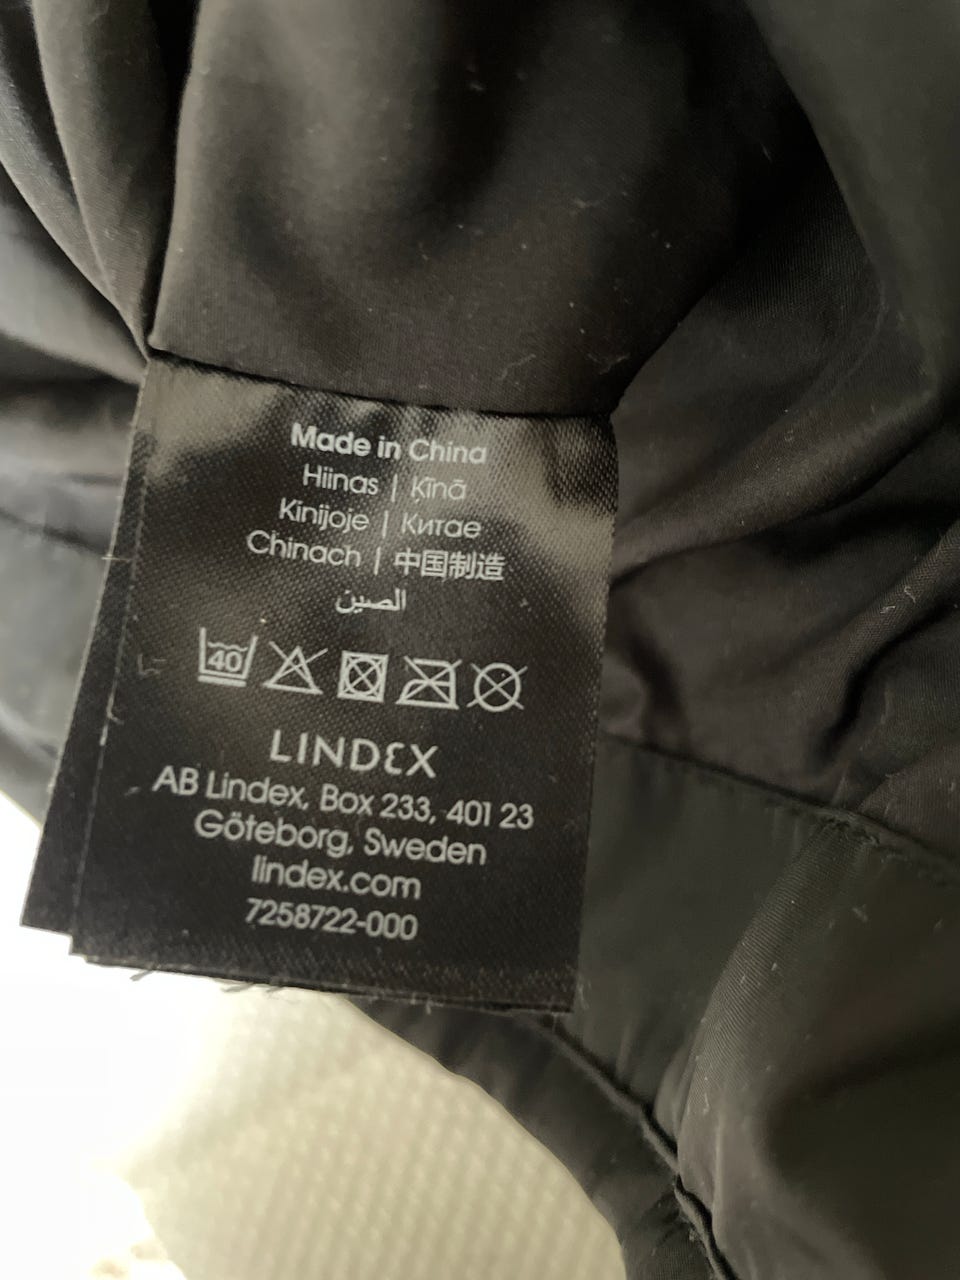 Made in China
Hiinas | Ķīnā
Kinijoje | Китае
Chinach | 中国制造
الصين
40
LINDEX
AB Lindex, Box 233, 401 23
Göteborg, Sweden
lindex.com
7258722-000